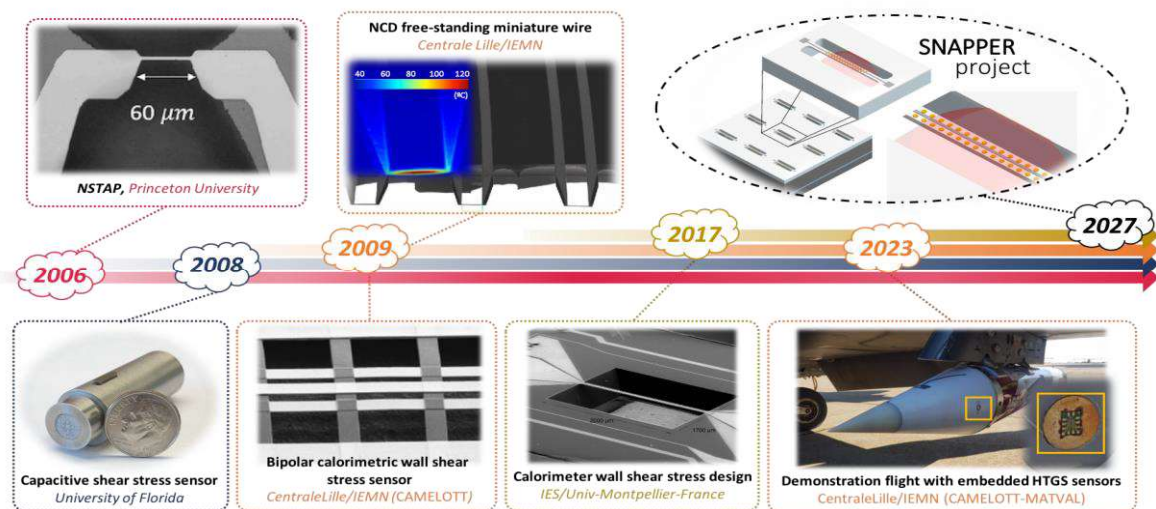 NCD free-standing miniature wire
Centrale Lille/IEMN
40 60 80 100 120
(ºC)
60 μm
NSTAP, Princeton University
SNAPPER
project
2006
2008
2009
2017
2023
2027
Capacitive shear stress sensor
University of Florida
Bipolar calorimetric wall shear
stress sensor
CentraleLille/IEMN (CAMELOTT)
Calorimeter wall shear stress design
IES/Univ-Montpellier-France
Demonstration flight with embedded HTGS sensors
CentraleLille/IEMN (CAMELOTT-MATVAL)